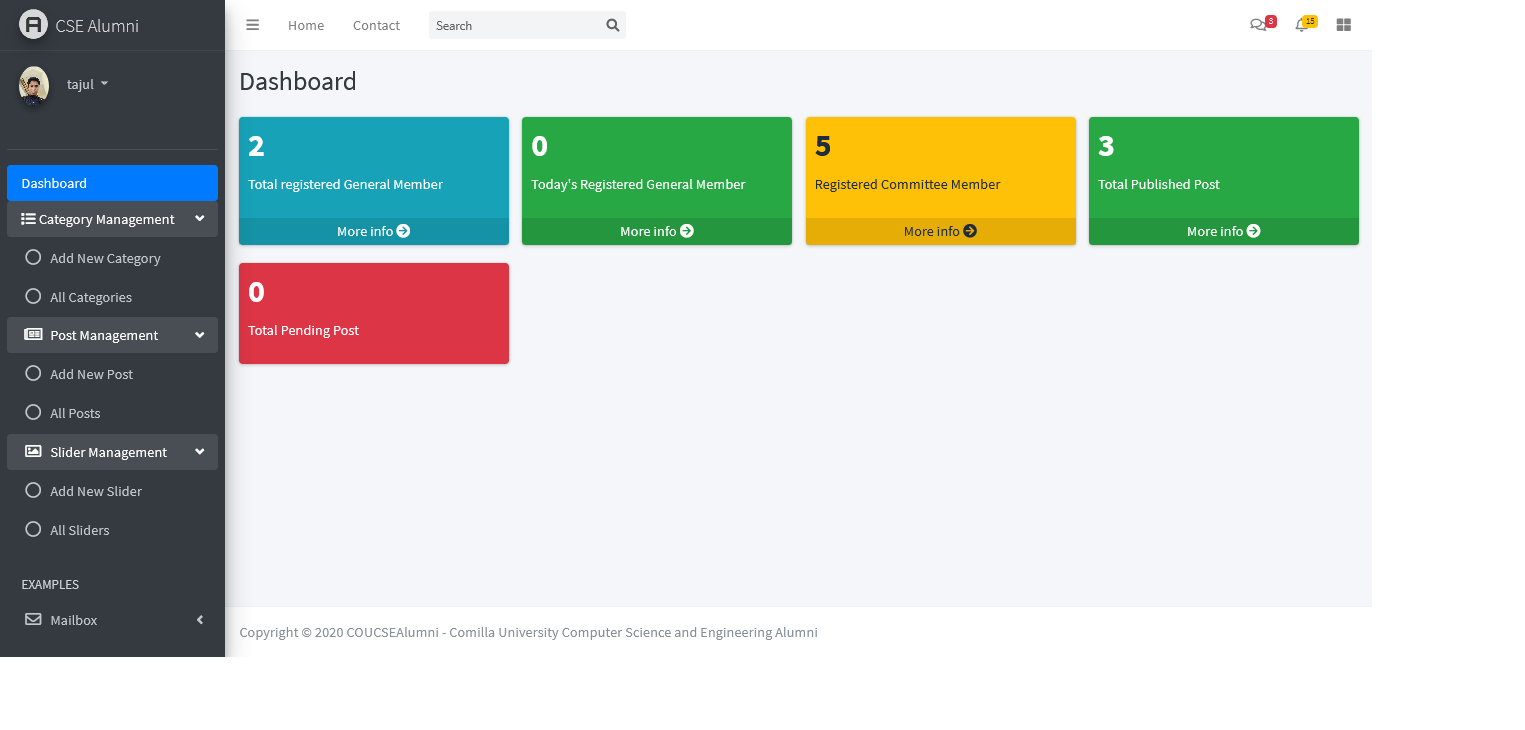 CSE Alumni
Home
Contact
Search
3
15
tajul
Dashboard
Category Management
Add New Category
All Categories
Post Management
Add New Post
All Posts
Slider Management
Add New Slider
All Sliders
EXAMPLES
Mailbox
Dashboard
2
Total registered General Member
More info
0
Today's Registered General Member
More info
5
Registered Committee Member
More info
3
Total Published Post
More info
0
Total Pending Post
Copyright © 2020 COUCSEAlumni - Comilla University Computer Science and Engineering Alumni